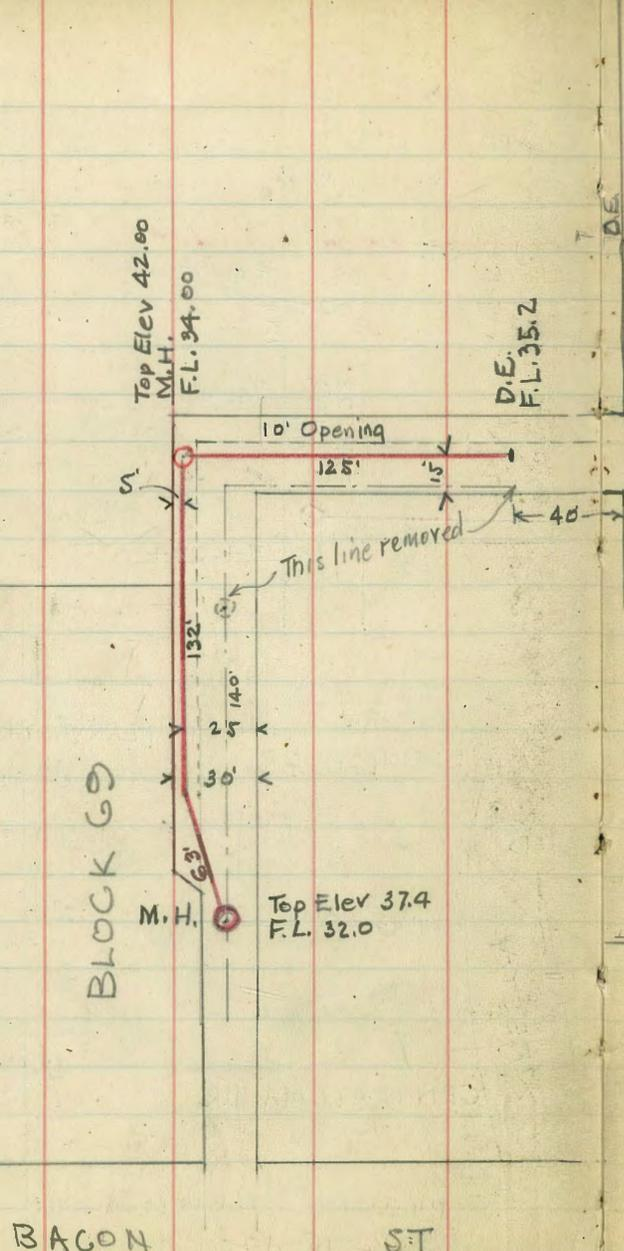 Top Elev 42.00
M.H.
F.L. 34.00
D.E.
F.L. 35.2
D.E.
10' Opening
125'
15'
5'
40
This line removed
132'
140'
25
30'
63'
BLOCK 69
M.H.
Top Elev 37.4
F.L. 32.0
BACON ST